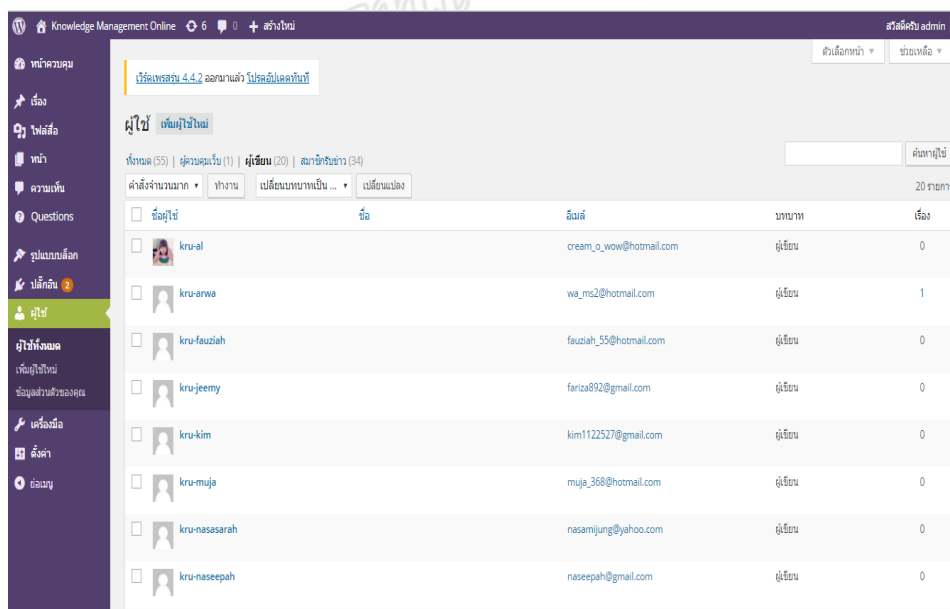 Knowledge Management Online 6 0 + สร้างใหม่ สวัสดีครับ admin
ตัวเลือกหน้า ช่วยเหลือ
เวิร์ดเพรสรุ่น 4.4.2 ออกมาแล้ว โปรดอัปเดตทันที
ผู้ใช้ เพิ่มผู้ใช้ใหม่
ทั้งหมด (55) | ผู้ควบคุมเว็บ (1) | ผู้เขียน (20) | สมาชิกรับข่าว (34)
ค้นหาผู้ใช้
คำสั่งจำนวนมาก ทำงาน เปลี่ยนบทบาทเป็น ... เปลี่ยนแปลง 20 รายการ
ชื่อผู้ใช้ ชื่อ อีเมล์ บทบาท เรื่อง
kru-al cream_o_wow@hotmail.com ผู้เขียน 0
kru-arwa wa_ms2@hotmail.com ผู้เขียน 1
kru-fauziah fauziah_55@hotmail.com ผู้เขียน 0
kru-jeemy fariza892@gmail.com ผู้เขียน 0
kru-kim kim1122527@gmail.com ผู้เขียน 0
kru-muja muja_368@hotmail.com ผู้เขียน 0
kru-nasasarah nasamijung@yahoo.com ผู้เขียน 0
kru-naseepah naseepah@gmail.com ผู้เขียน 0
หน้าควบคุม
เรื่อง
ไฟล์สื่อ
หน้า
ความเห็น
Questions
รูปแบบบล็อก
ปลั๊กอิน 2
ผู้ใช้
ผู้ใช้ทั้งหมด
เพิ่มผู้ใช้ใหม่
ข้อมูลส่วนตัวของคุณ
เครื่องมือ
ตั้งค่า
ย่อเมนู